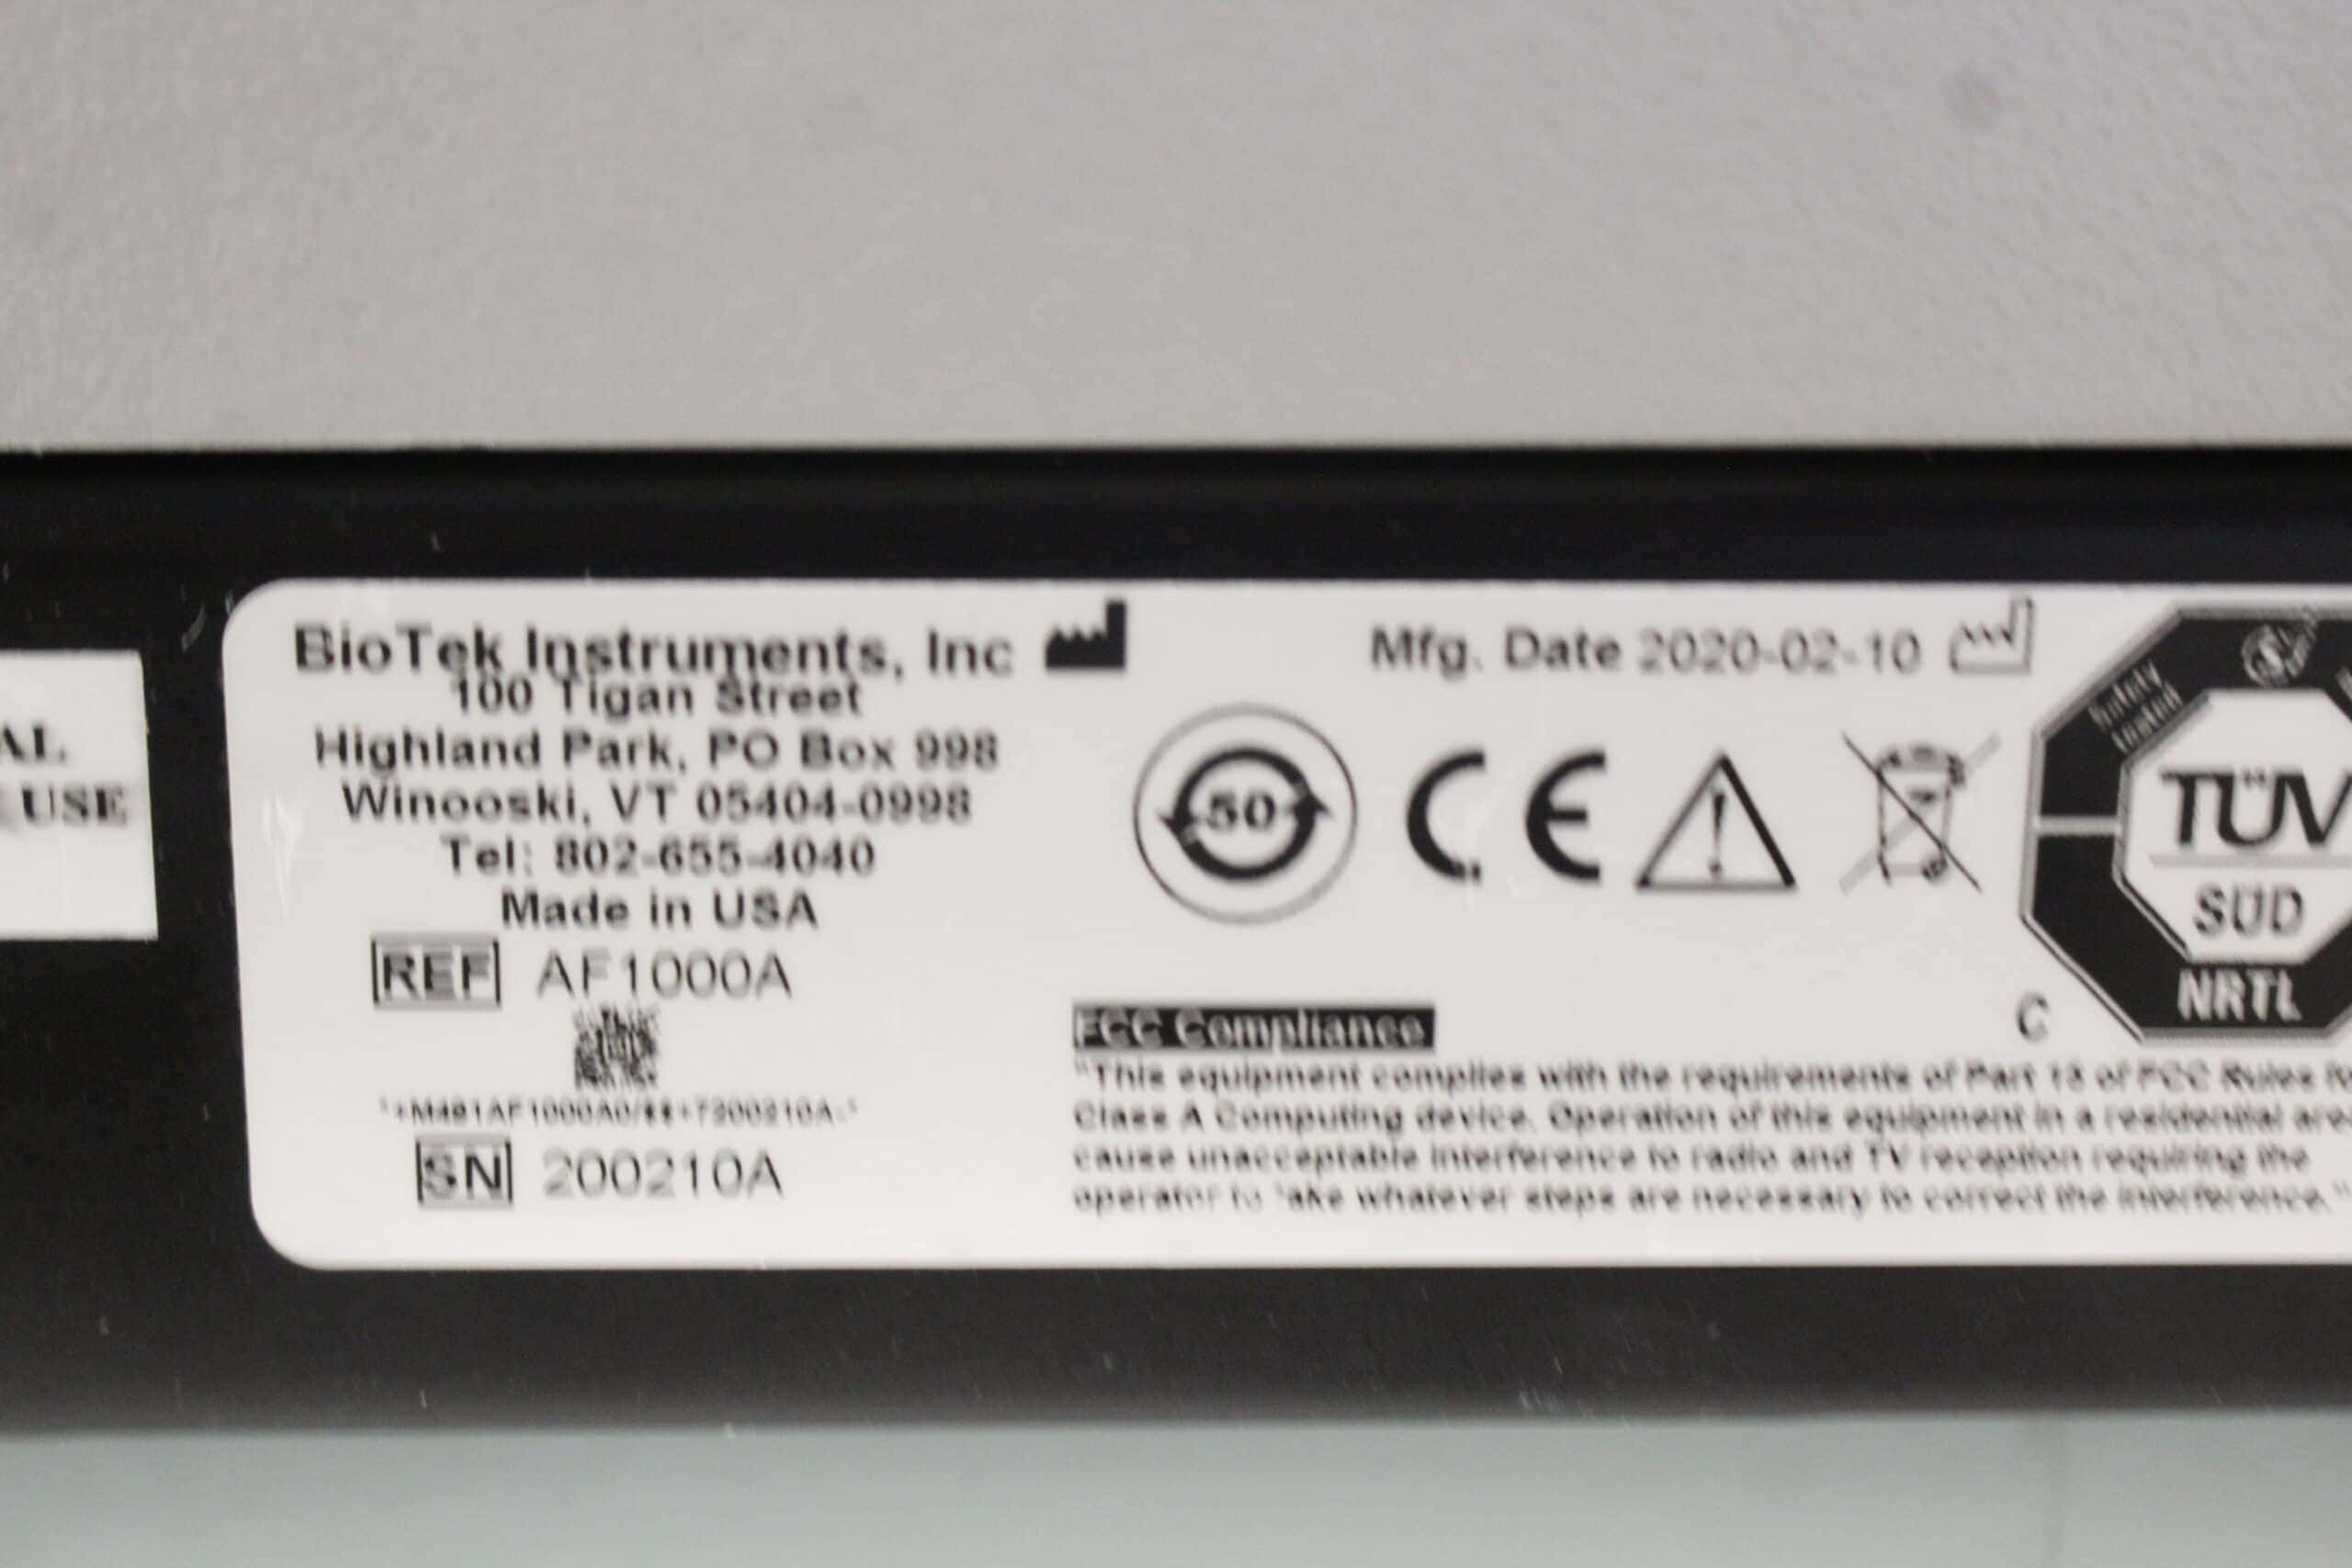 AL
USE
BioTek Instruments, Inc
100 Tigan Street
Highland Park, PO Box 998
Winooski, VT 05404-0998
Tel: 802-655-4040
Made in USA
REF AF1000A
SN 200210A
Mfg. Date 2020-02-10
50
CE
Safety
tested
TÜV
SÜD
NRTL
C
FCC Compliance
"This equipment complies with the requirements of Part 15 of FCC Rules
Class A Computing device. Operation of this equipment in a residential
cause unacceptable interference to radio and TV reception requiring the
operator to take whatever steps are necessary to correct the interference."